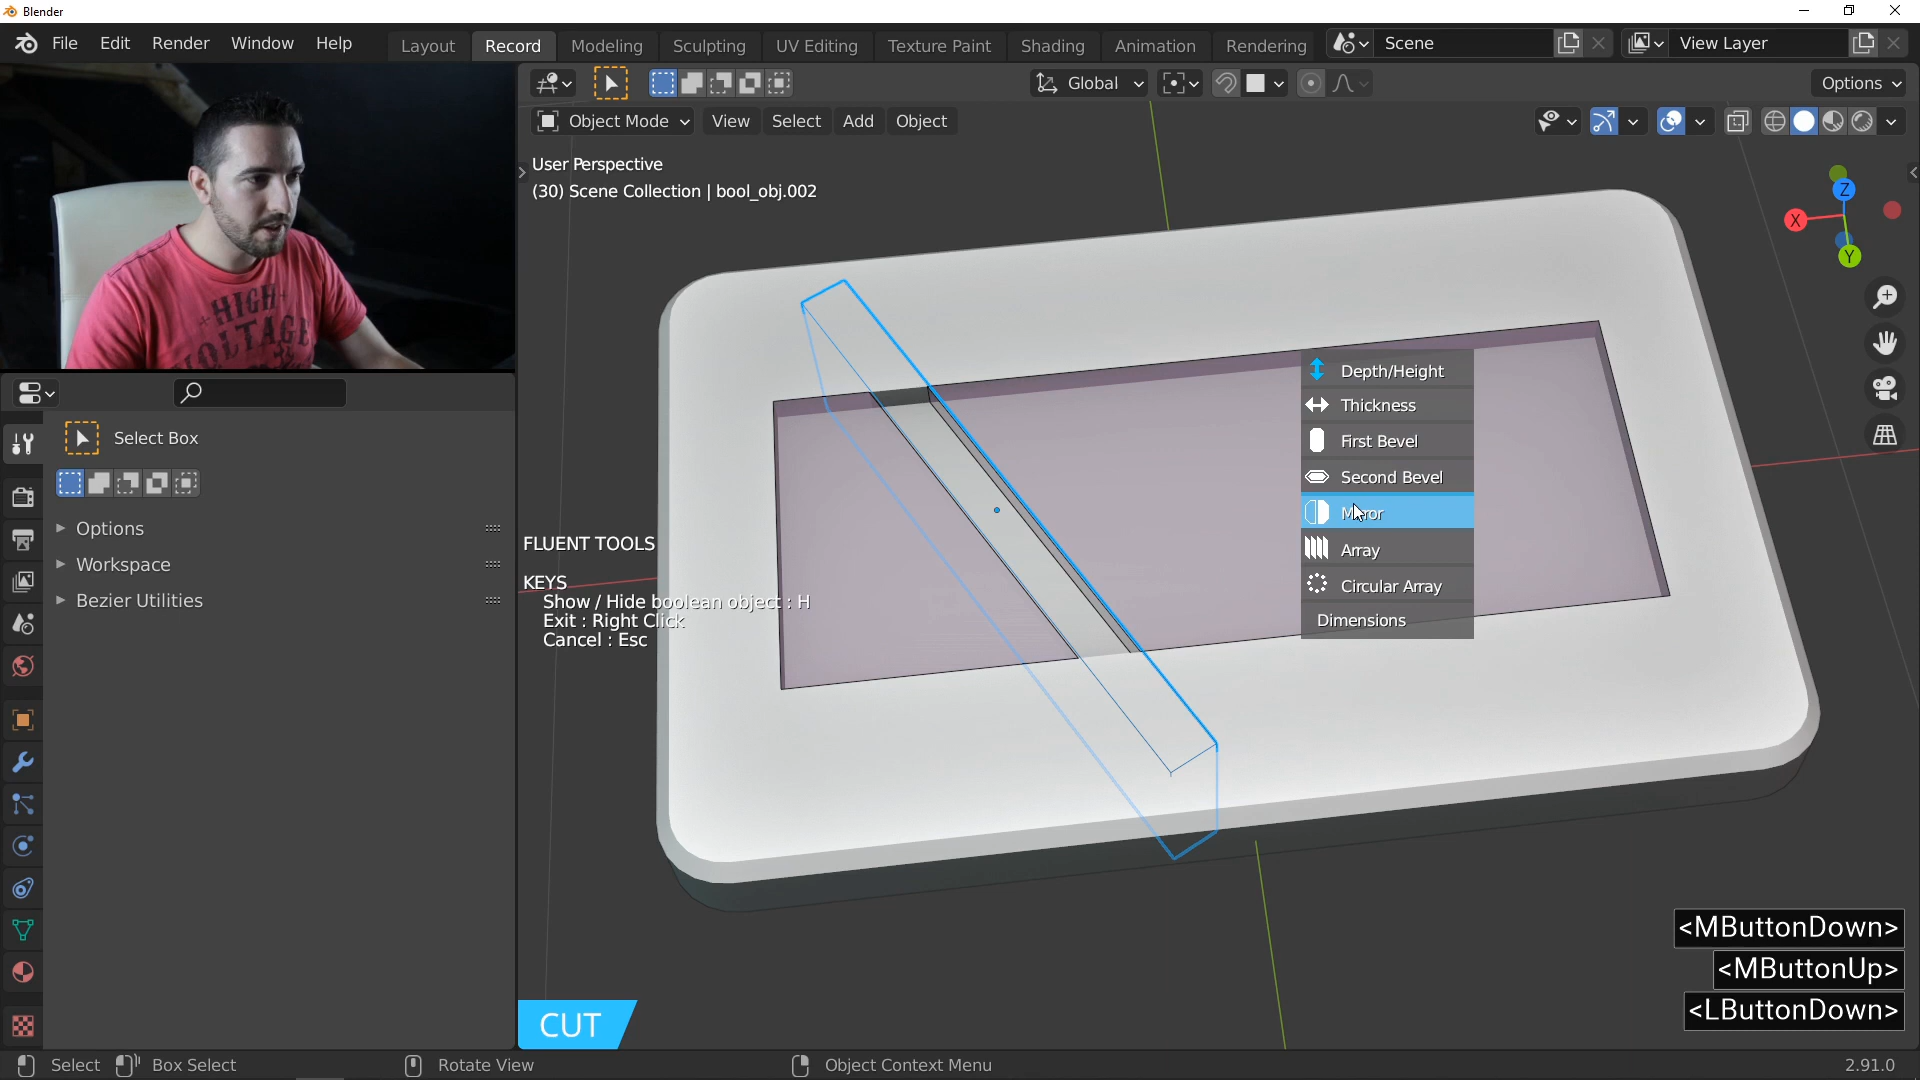 Blender
File Edit Render Window Help
Layout Record Modeling Sculpting UV Editing Texture Paint Shading Animation Rendering
Scene
View Layer
Global
Options
Object Mode View Select Add Object
User Perspective
(30) Scene Collection | bool_obj.002
Z
X
Y
HIGH
VOLTAGE
Select Box
Options
Workspace
Bezier Utilities
FLUENT TOOLS
KEYS
Show / Hide boolean object : H
Exit : Right Click
Cancel : Esc
Depth/Height
Thickness
First Bevel
Second Bevel
Mirror
Array
Circular Array
Dimensions
<MButtonDown>
<MButtonUp>
<LButtonDown>
CUT
Select Box Select Rotate View Object Context Menu 2.91.0